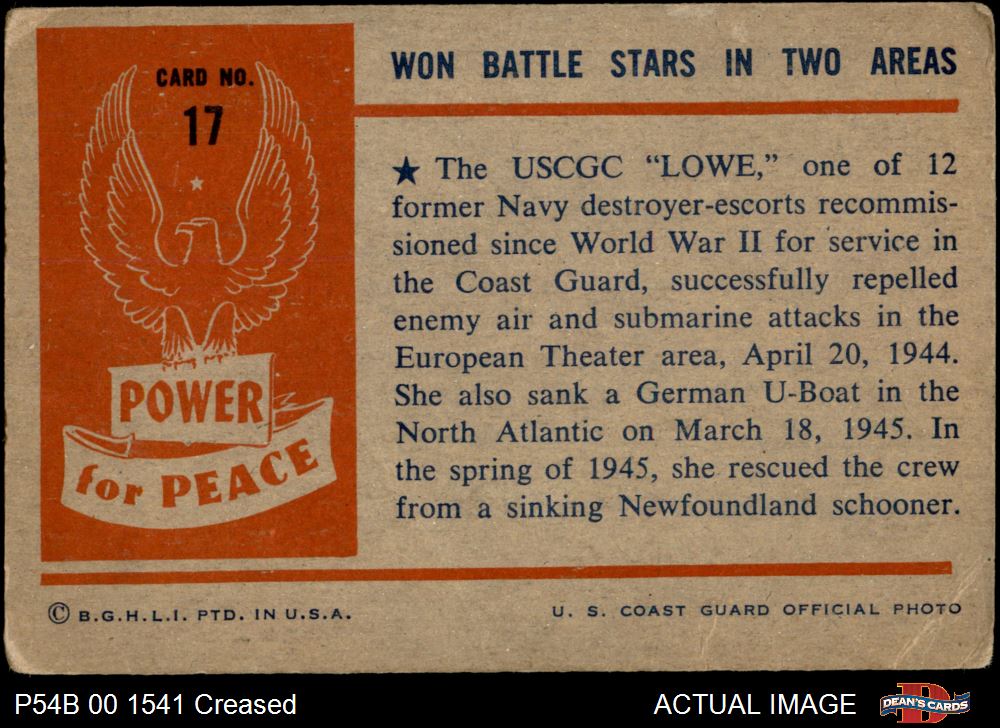 CARD NO.
17
POWER
for PEACE
WON BATTLE STARS IN TWO AREAS
★ The USCGC “LOWE,” one of 12
former Navy destroyer-escorts recommis-
sioned since World War II for service in
the Coast Guard, successfully repelled
enemy air and submarine attacks in the
European Theater area, April 20, 1944.
She also sank a German U-Boat in the
North Atlantic on March 18, 1945. In
the spring of 1945, she rescued the crew
from a sinking Newfoundland schooner.
© B.G.H.L.I. PTD. IN U.S.A.
U. S. COAST GUARD OFFICIAL PHOTO
P54B 00 1541 Creased
ACTUAL IMAGE
D
DEAN'S CARDS